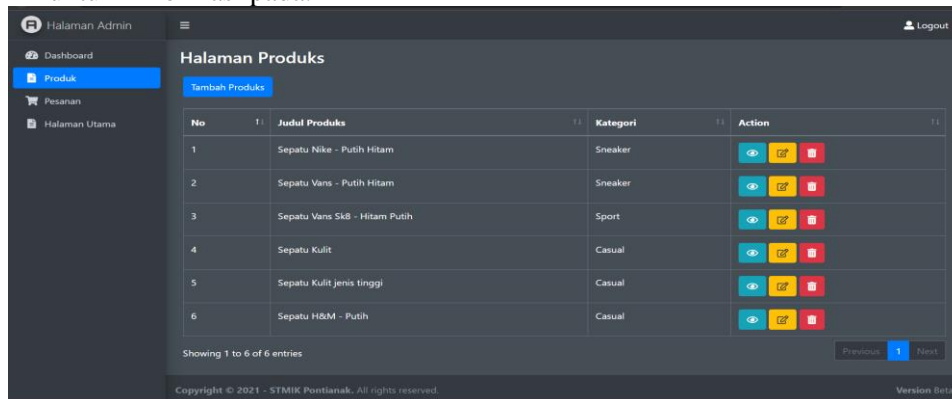 Halaman Admin
Logout
Dashboard
Produk
Pesanan
Halaman Utama
Halaman Produks
Tambah Produks
No Judul Produks Kategori Action
1 Sepatu Nike - Putih Hitam Sneaker
2 Sepatu Vans - Putih Hitam Sneaker
3 Sepatu Vans Sk8 - Hitam Putih Sport
4 Sepatu Kulit Casual
5 Sepatu Kulit jenis tinggi Casual
6 Sepatu H&M - Putih Casual
Showing 1 to 6 of 6 entries
Previous 1 Next
Copyright © 2021 - STMIK Pontianak. All rights reserved.
Version Beta